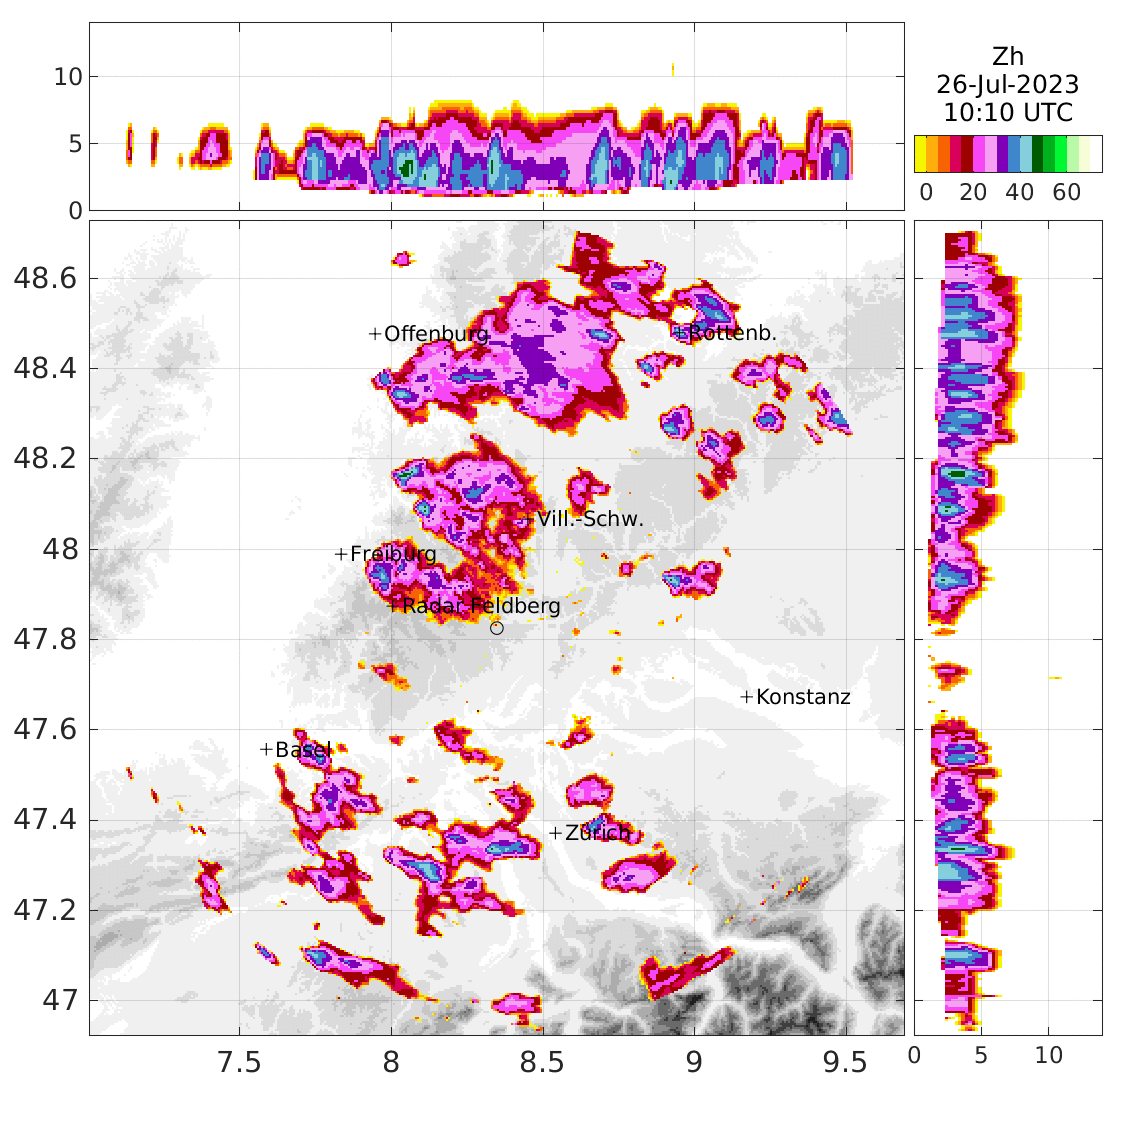 10
5
0
Zh
26-Jul-2023
10:10 UTC
0 20 40 60
48.6
48.4
48.2
48
47.8
47.6
47.4
47.2
47
+Offenburg
+Rottenb.
+Vill.-Schw.
+Freiburg
+Radar Feldberg
+Konstanz
+Basel
+Zürich
7.5 8 8.5 9 9.5
0 5 10